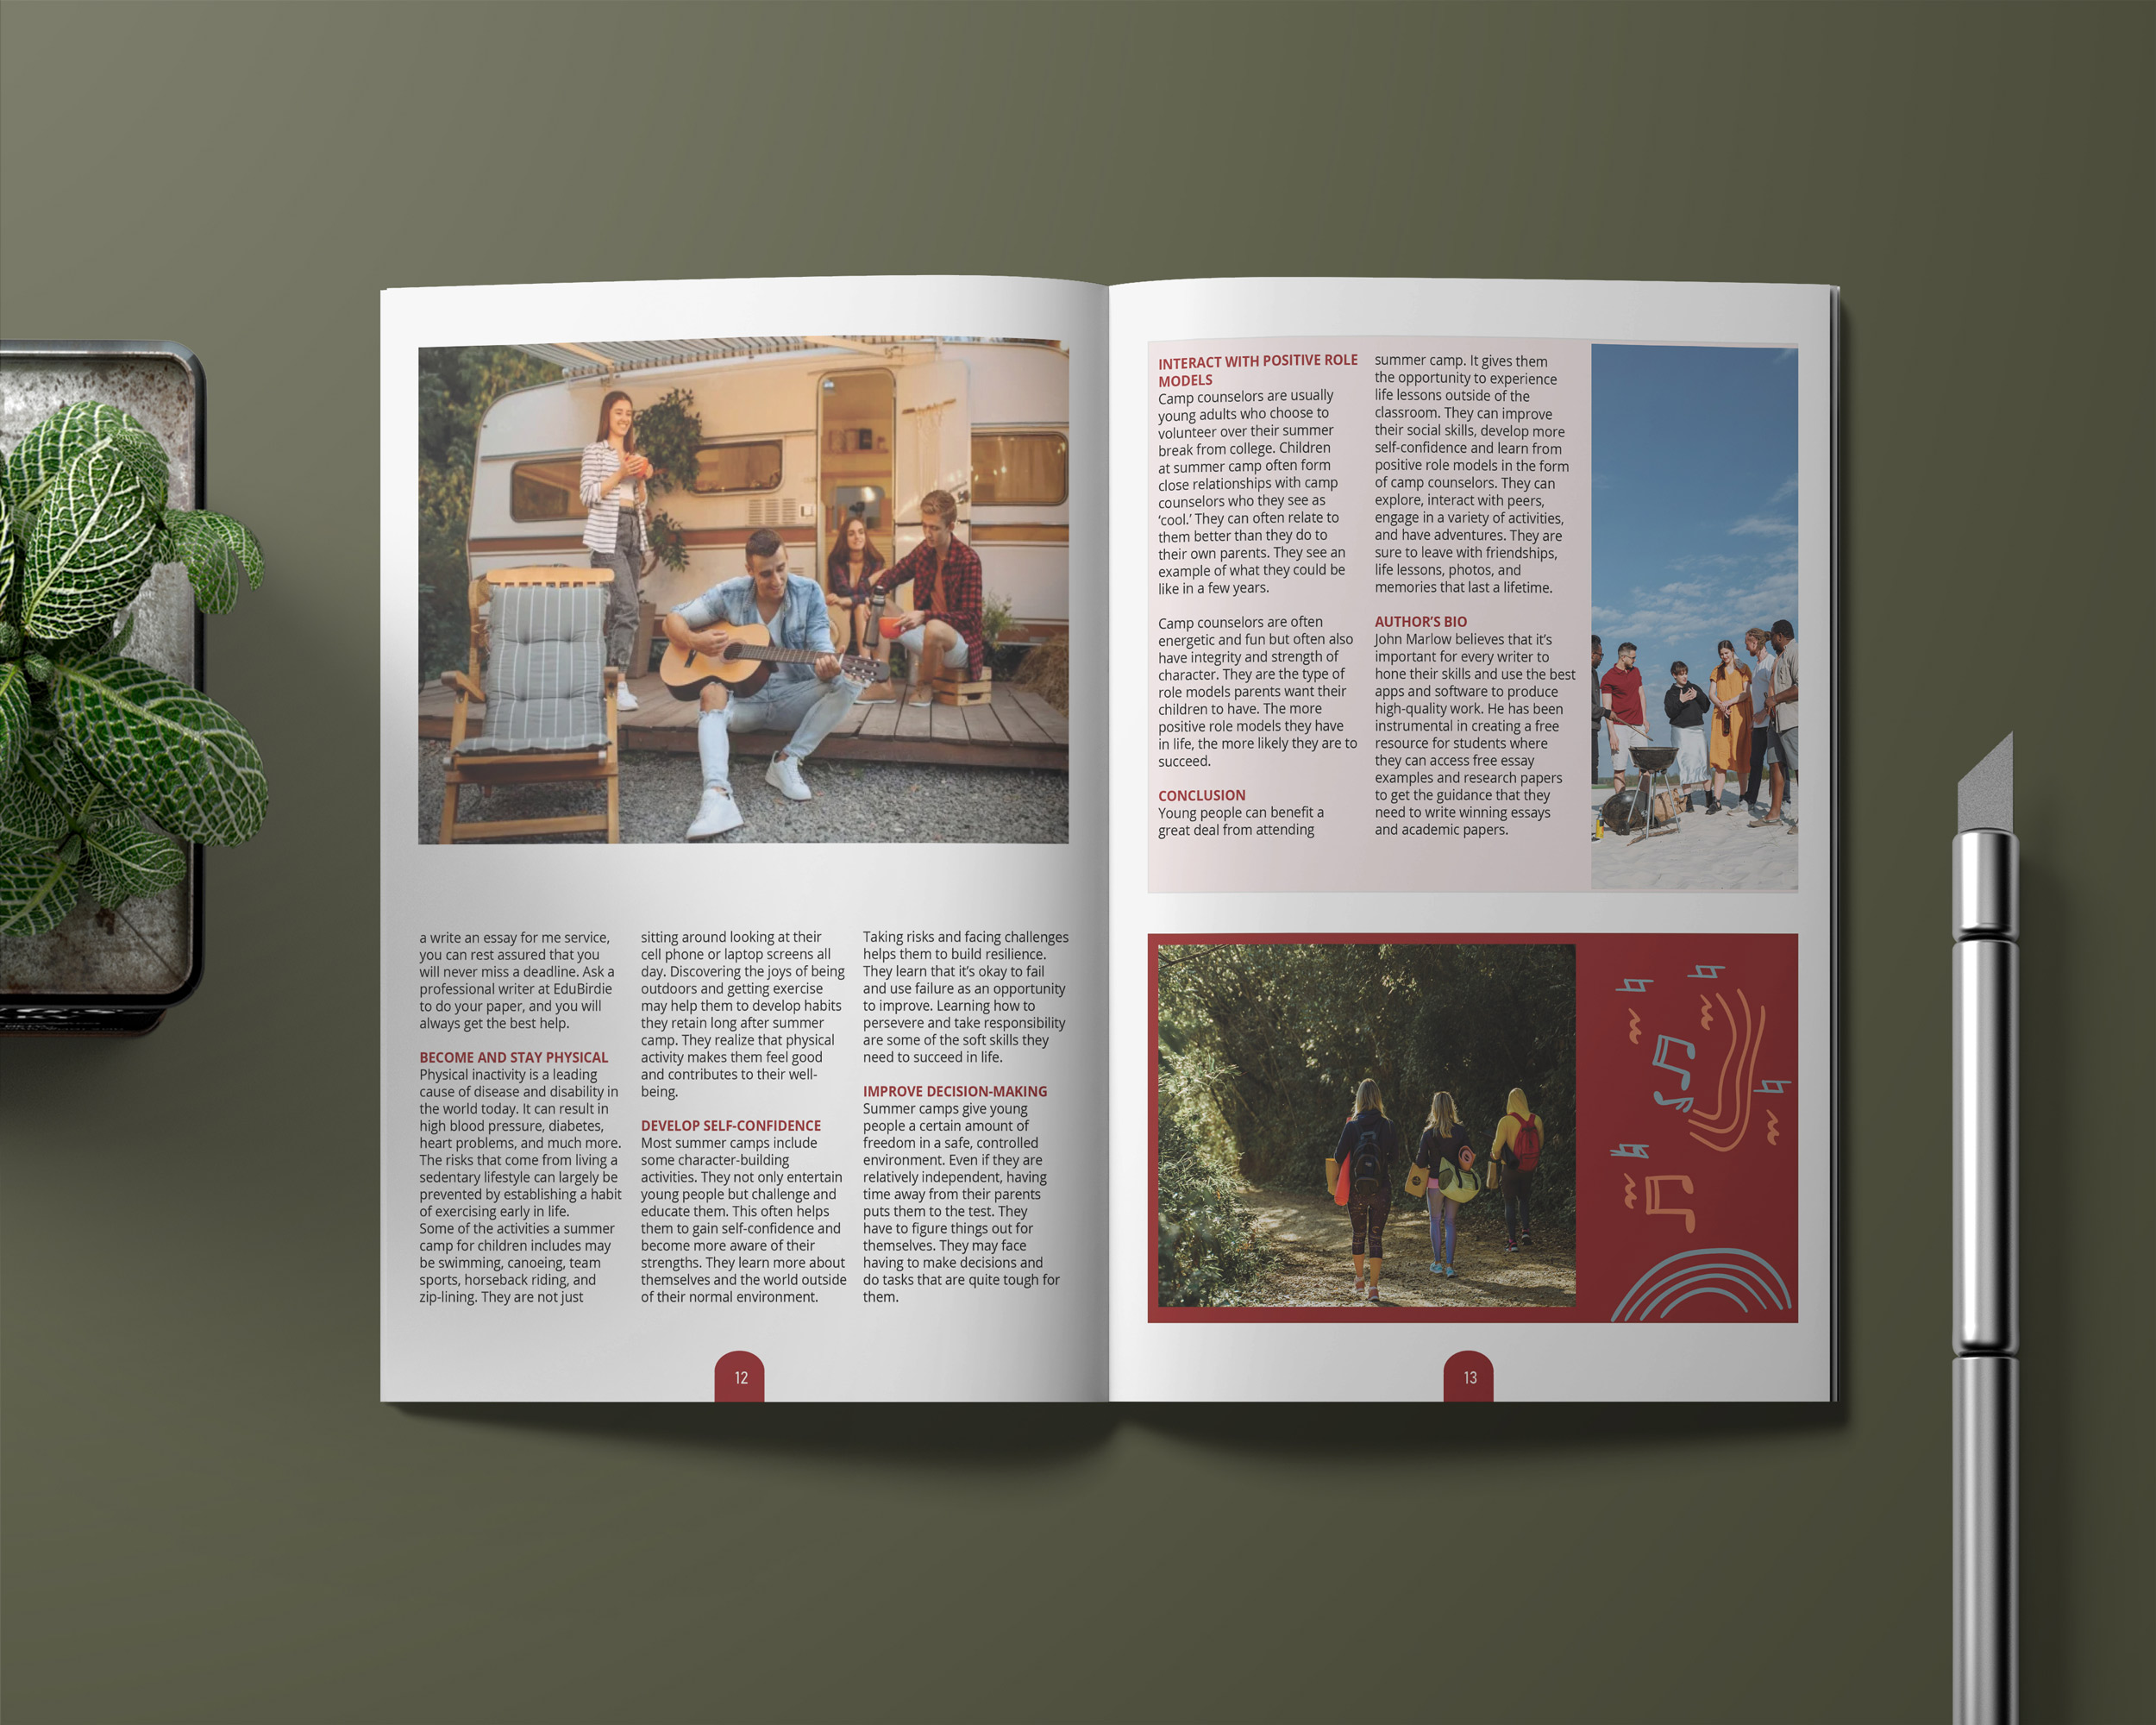 a write an essay for me service,
you can rest assured that you
will never miss a deadline. Ask a
professional writer at EduBirdie
to do your paper, and you will
always get the best help.
BECOME AND STAY PHYSICAL
Physical inactivity is a leading
cause of disease and disability in
the world today. It can result in
high blood pressure, diabetes,
heart problems, and much more.
The risks that come from living a
sedentary lifestyle can largely be
prevented by establishing a habit
of exercising early in life.
Some of the activities a summer
camp for children includes may
be swimming, canoeing, team
sports, horseback riding, and
zip-lining. They are not just
sitting around looking at their
cell phone or laptop screens all
day. Discovering the joys of being
outdoors and getting exercise
may help them to develop habits
they retain long after summer
camp. They realize that physical
activity makes them feel good
and contributes to their well-
being.
DEVELOP SELF-CONFIDENCE
Most summer camps include
some character-building
activities. They not only entertain
young people but challenge and
educate them. This often helps
them to gain self-confidence and
become more aware of their
strengths. They learn more about
themselves and the world outside
of their normal environment.
Taking risks and facing challenges
helps them to build resilience.
They learn that it's okay to fail
and use failure as an opportunity
to improve. Learning how to
persevere and take responsibility
are some of the soft skills they
need to succeed in life.
IMPROVE DECISION-MAKING
Summer camps give young
people a certain amount of
freedom in a safe, controlled
environment. Even if they are
relatively independent, having
time away from their parents
puts them to the test. They
have to figure things out for
themselves. They may face
having to make decisions and
do tasks that are quite tough for
them.
12
INTERACT WITH POSITIVE ROLE
MODELS
Camp counselors are usually
young adults who choose to
volunteer over their summer
break from college. Children
at summer camp often form
close relationships with camp
counselors who they see as
‘cool.’ They can often relate to
them better than they do to
their own parents. They see an
example of what they could be
like in a few years.
Camp counselors are often
energetic and fun but often also
have integrity and strength of
character. They are the type of
role models parents want their
children to have. The more
positive role models they have
in life, the more likely they are to
succeed.
CONCLUSION
Young people can benefit a
great deal from attending
summer camp. It gives them
the opportunity to experience
life lessons outside of the
classroom. They can improve
their social skills, develop more
self-confidence and learn from
positive role models in the form
of camp counselors. They can
explore, interact with peers,
engage in a variety of activities,
and have adventures. They are
sure to leave with friendships,
life lessons, photos, and
memories that last a lifetime.
AUTHOR’S BIO
John Marlow believes that it’s
important for every writer to
hone their skills and use the best
apps and software to produce
high-quality work. He has been
instrumental in creating a free
resource for students where
they can access free essay
examples and research papers
to get the guidance that they
need to write winning essays
and academic papers.
13